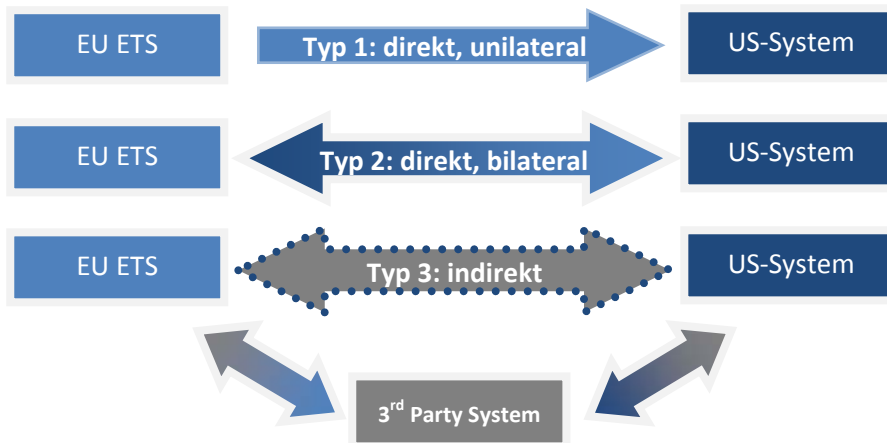 EU ETS
Typ 1: direkt, unilateral
US-System
EU ETS
Typ 2: direkt, bilateral
US-System
EU ETS
Typ 3: indirekt
US-System
3rd Party System